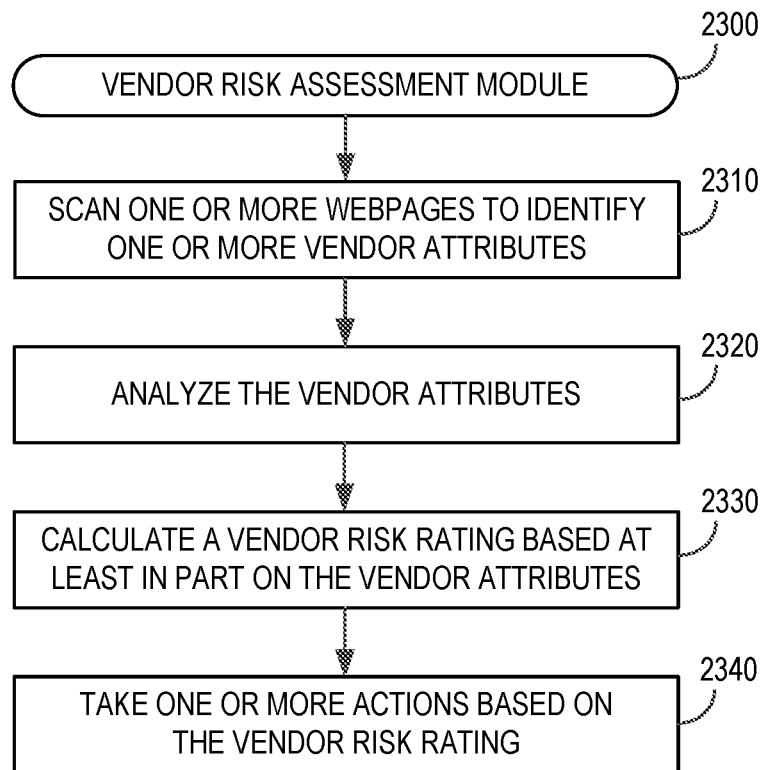 2300
VENDOR RISK ASSESSMENT MODULE
2310
SCAN ONE OR MORE WEBPAGES TO IDENTIFY
ONE OR MORE VENDOR ATTRIBUTES
2320
ANALYZE THE VENDOR ATTRIBUTES
2330
CALCULATE A VENDOR RISK RATING BASED AT
LEAST IN PART ON THE VENDOR ATTRIBUTES
2340
TAKE ONE OR MORE ACTIONS BASED ON
THE VENDOR RISK RATING